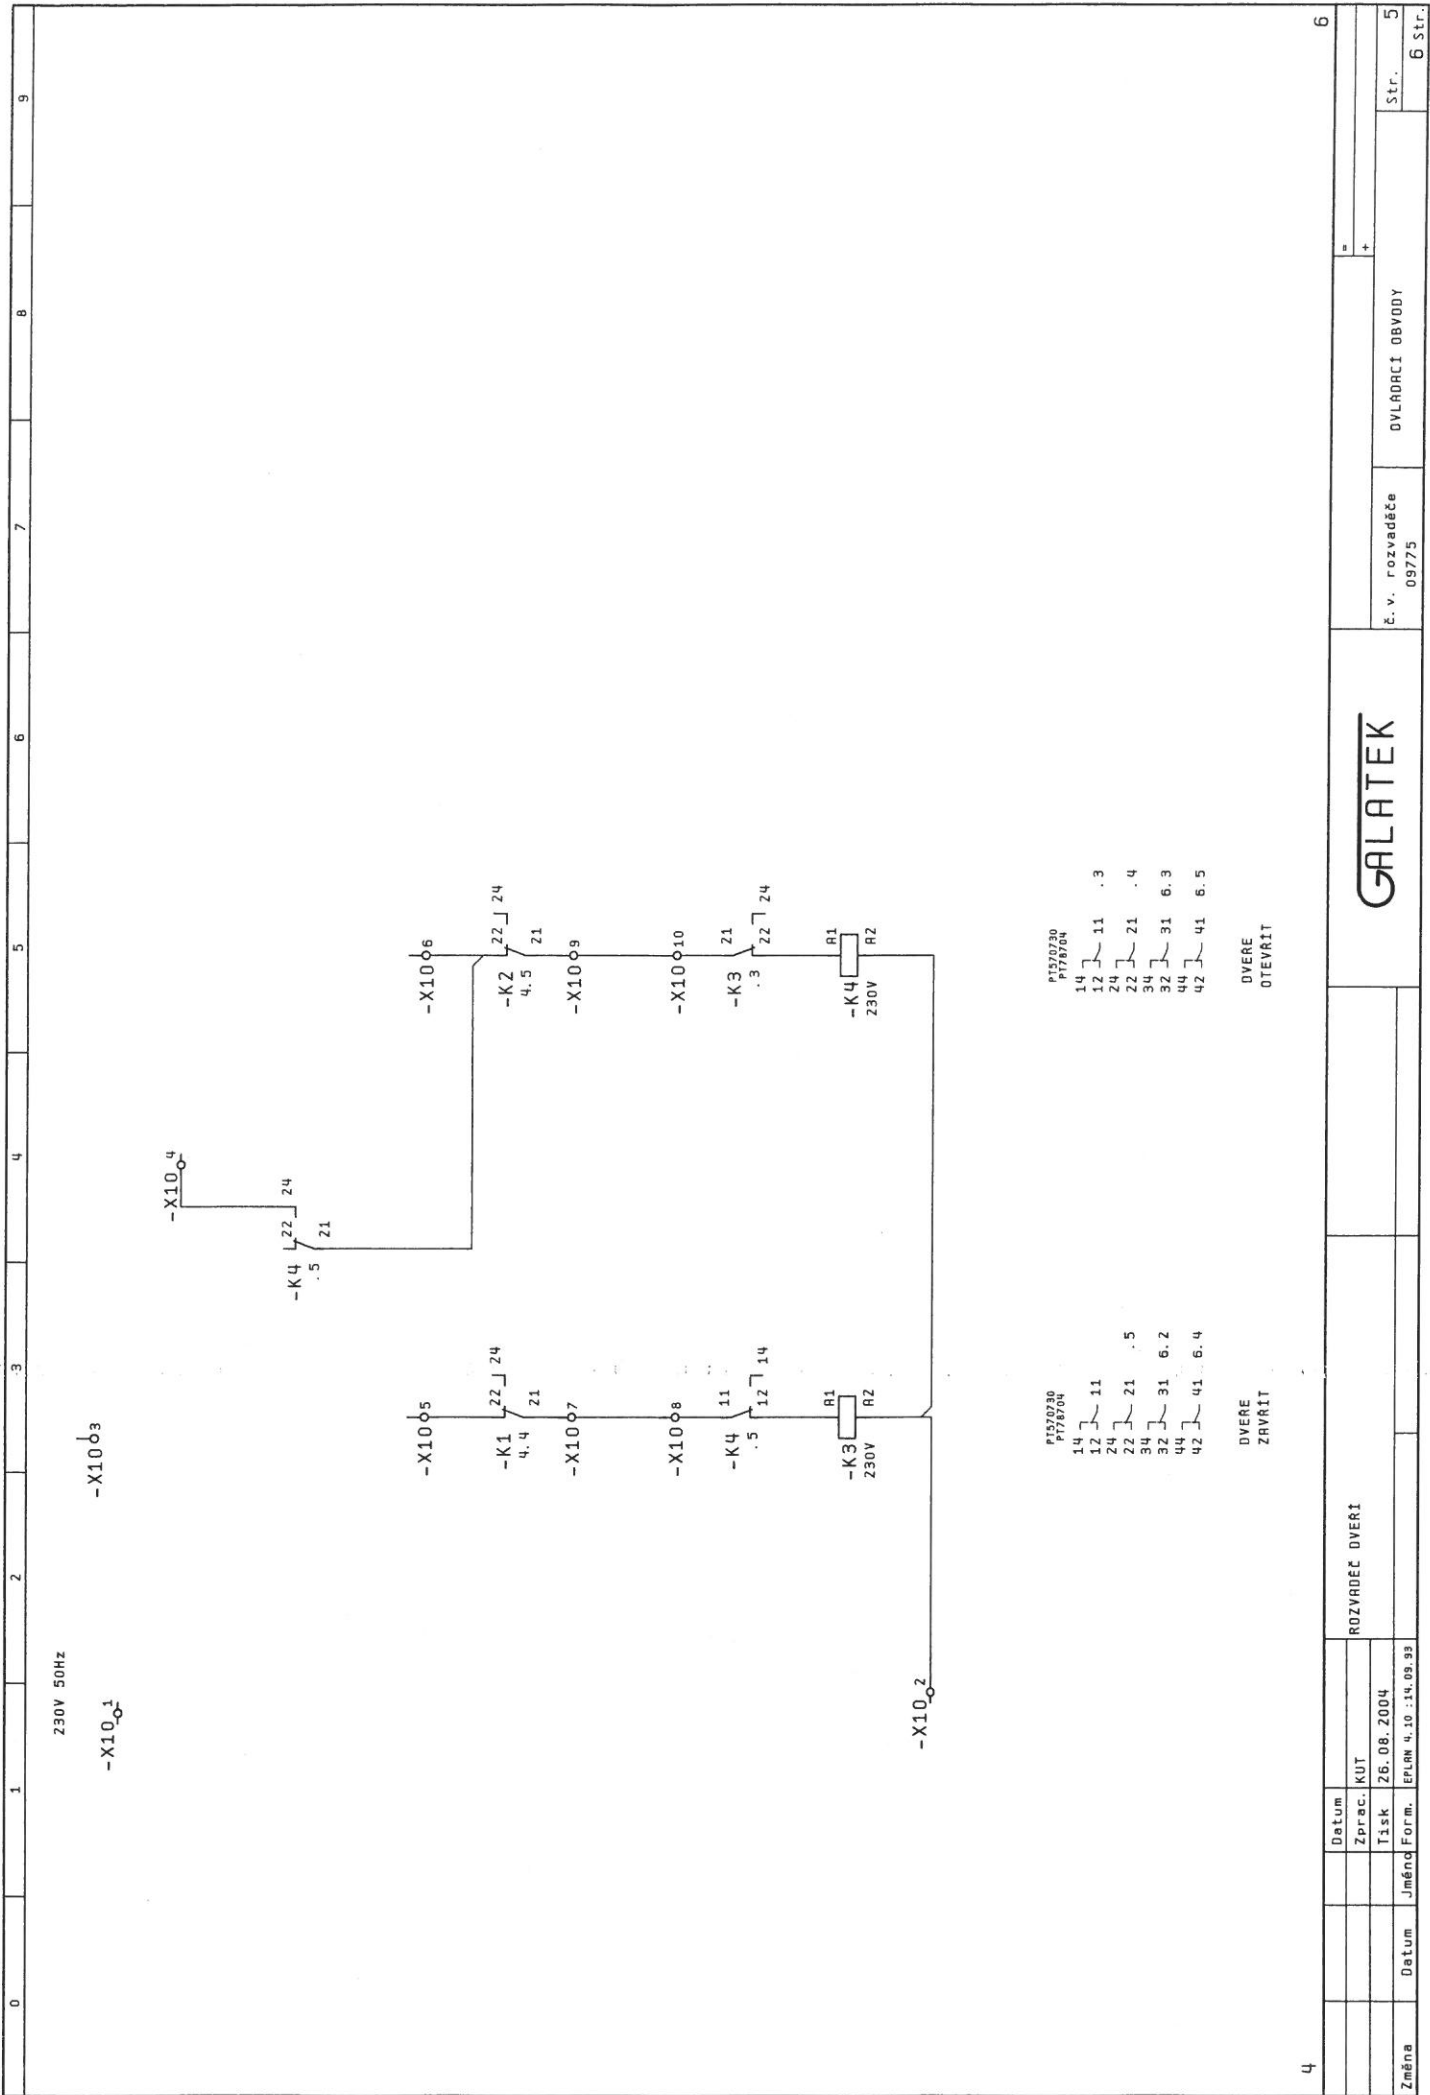 0 1 2 3 4 5 6 7 8 9
230V 50Hz
-X10 1
-X10 3
-X10 4
-K4 22 24
.5 21
-X10 5
-X10 6
-K1 22 24
4.4 21
-K2 22 24
4.5 21
-X10 7
-X10 9
-X10 8
-X10 10
-K4 11
.5 12 14
-K3 21
.3 22 24
-K3 A1
230V A2
-K4 A1
230V A2
-X10 2
PT570730
PT78704
14
12 11
24
22 21 .5
34
32 31 6.2
44
42 41 6.4
DVEŘE
ZAVŘÍT
PT570730
PT78704
14
12 11 .3
24
22 21 .4
34
32 31 6.3
44
42 41 6.5
DVEŘE
OTEVŘÍT
4
6
Datum
Zprac. KUT
Tisk 26.08.2004
Změna Datum Jméno Form. EPLAN 4.10 :14.09.93
ROZVADĚČ DVEŘÍ
GALATEK
č.v. rozvaděče
09775
OVLADACÍ OBVODY
=
+
Str. 5
6 Str.